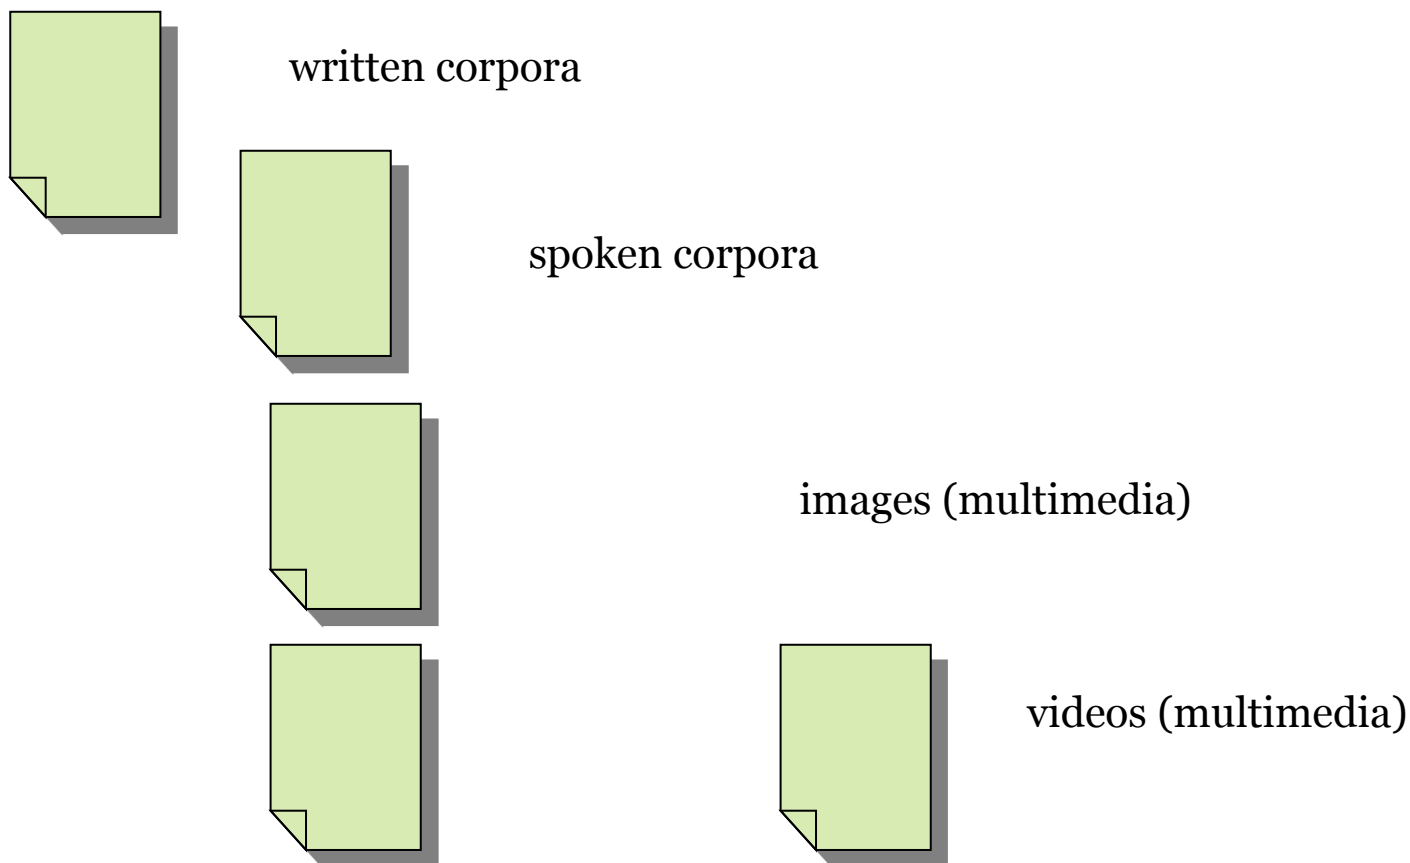 written corpora
spoken corpora
images (multimedia)
videos (multimedia)